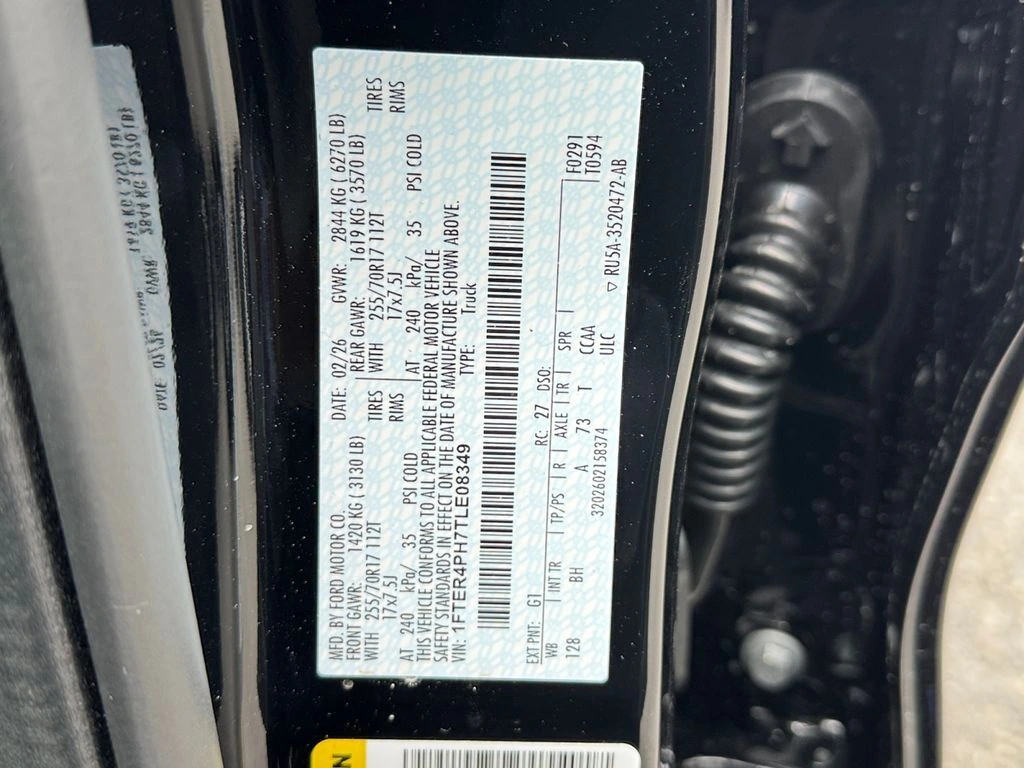 MFD. BY FORD MOTOR CO.
DATE: 02/26 GVWR: 2844 KG ( 6270 LB)
FRONT GAWR: 1420 KG ( 3130 LB) REAR GAWR: 1619 KG ( 3570 LB)
WITH 255/70R17 112T TIRES WITH 255/70R17 112T TIRES
17x7.5J RIMS 17x7.5J RIMS
AT 240 kPa/ 35 PSI COLD AT 240 kPa/ 35 PSI COLD
THIS VEHICLE CONFORMS TO ALL APPLICABLE FEDERAL MOTOR VEHICLE
SAFETY STANDARDS IN EFFECT ON THE DATE OF MANUFACTURE SHOWN ABOVE.
VIN: 1FTER4PH7TLE08349 TYPE: Truck
F0291
T0594
EXT PNT: G1 RC: 27 DSO:
WB INT TR TP/PS R AXLE TR SPR
128 BH A 73 T CCAA
3202602158374 ULC
▽ RU5A-3520472-AB